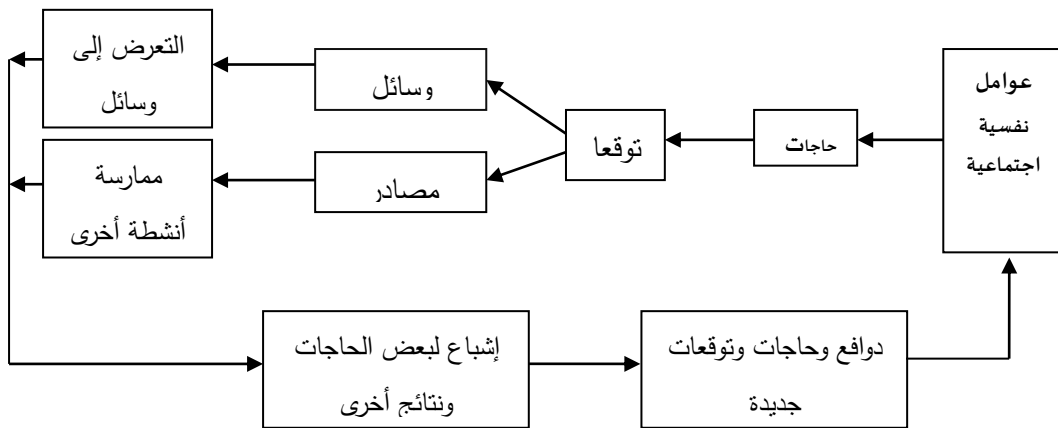 عوامل
نفسية
اجتماعية
حاجات
توقعا
وسائل
مصادر
التعرض إلى
وسائل
ممارسة
أنشطة أخرى
إشباع لبعض الحاجات
ونتائج أخرى
دوافع وحاجات وتوقعات
جديدة